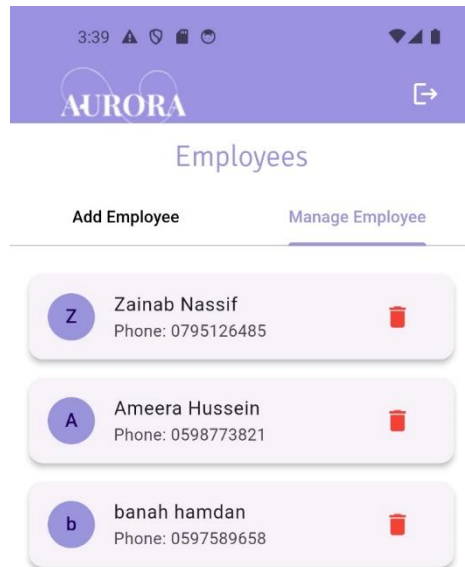 3:39
AURORA
Employees
Add Employee
Manage Employee
Z
Zainab Nassif
Phone: 0795126485
A
Ameera Hussein
Phone: 0598773821
b
banah hamdan
Phone: 0597589658